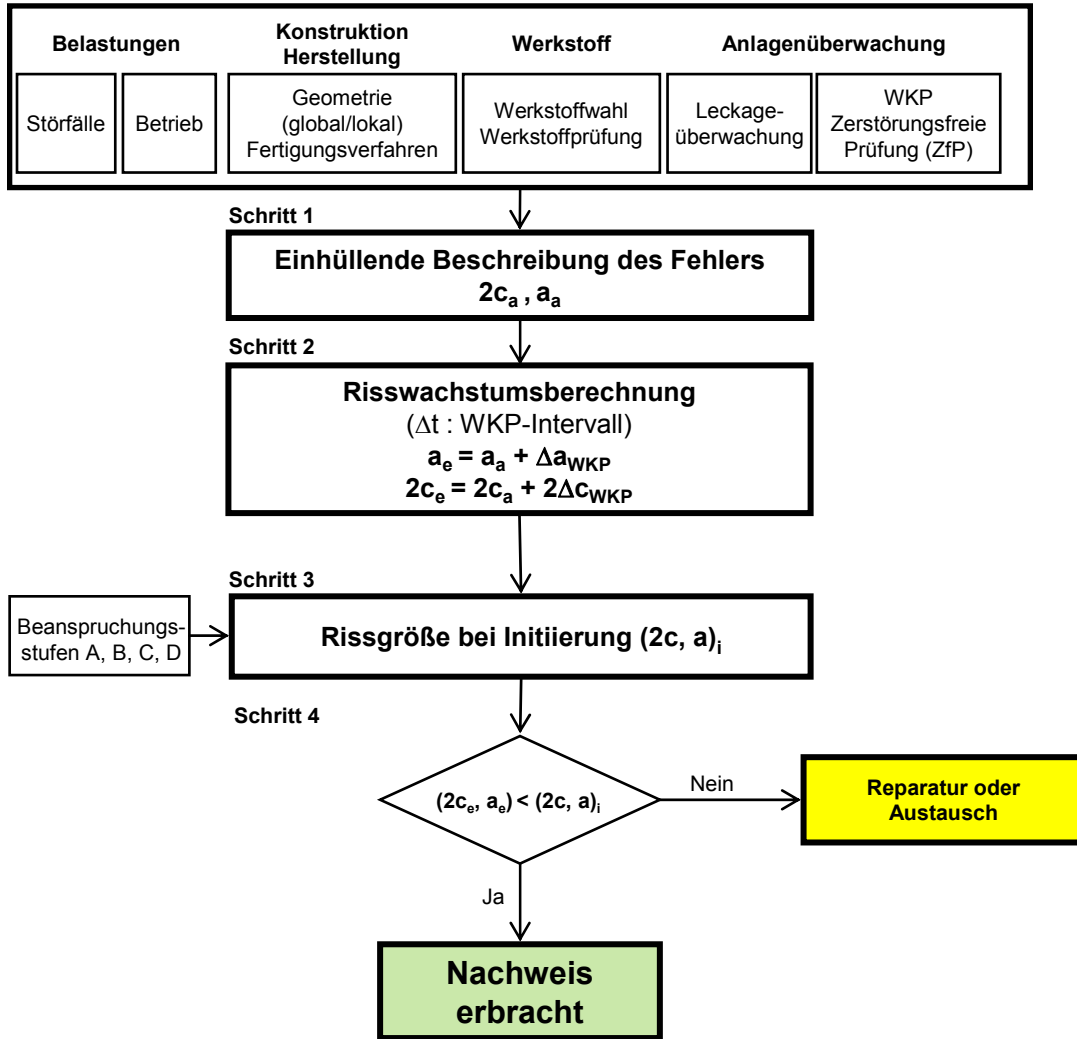 Belastungen
Konstruktion
Herstellung
Werkstoff
Anlagenüberwachung
Störfälle
Betrieb
Geometrie
(global/lokal)
Fertigungsverfahren
Werkstoffwahl
Werkstoffprüfung
Leckage-
überwachung
WKP
Zerstörungsfreie
Prüfung (ZfP)
Schritt 1
Einhüllende Beschreibung des Fehlers
2cₐ , aₐ
Schritt 2
Risswachstumsberechnung
(Δt : WKP-Intervall)
aₑ = aₐ + Δa_WKP
2cₑ = 2cₐ + 2Δc_WKP
Schritt 3
Beanspruchungs-
stufen A, B, C, D
Rissgröße bei Initiierung (2c, a)ᵢ
Schritt 4
(2cₑ, aₑ) < (2c, a)ᵢ
Nein
Reparatur oder
Austausch
Ja
Nachweis
erbracht